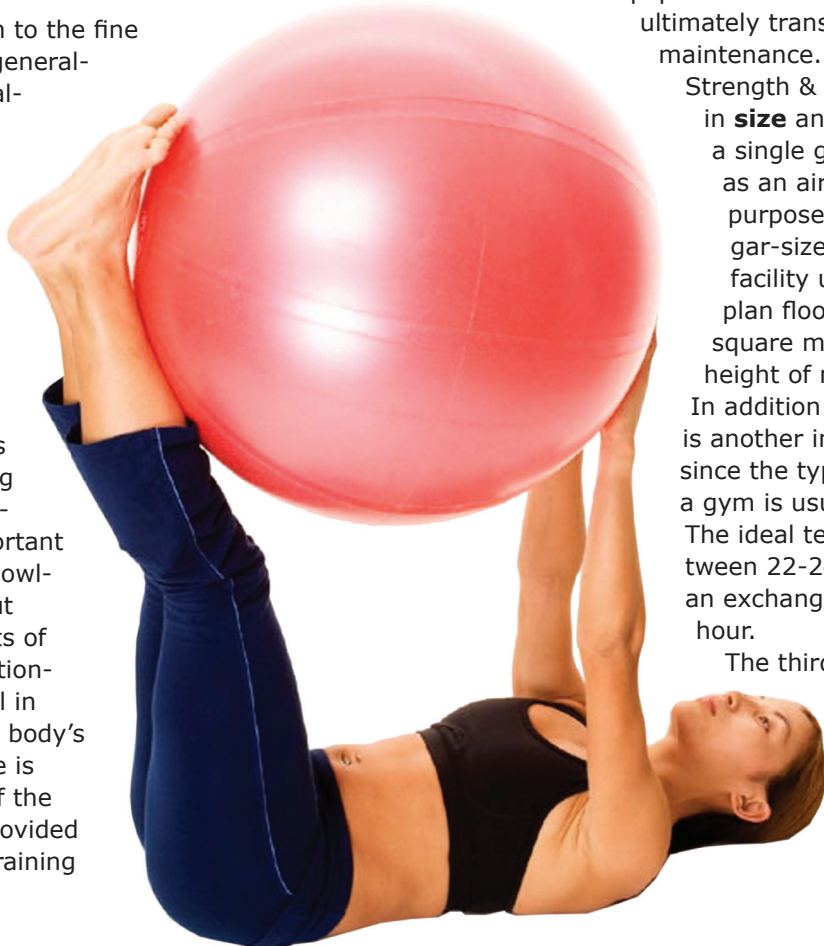 n to the fine
general-
al-
s
g
-
ortant
owl-
ut
ts of
tion-
l in
body's
e is
f the
rovided
raining
ultimately trans
maintenance.
Strength &
in size an
a single g
as an air
purpose
gar-size
facility u
plan floo
square m
height of r
In addition
is another in
since the typ
a gym is usu
The ideal te
tween 22-2
an exchang
hour.
The third